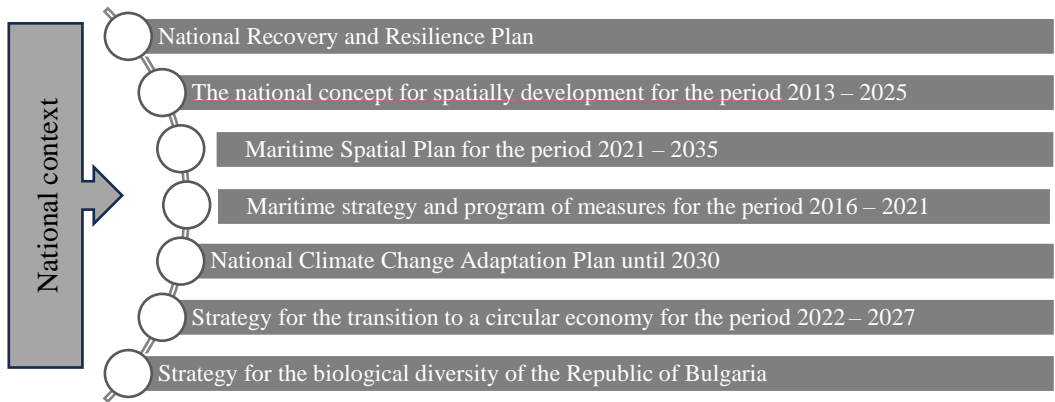 National context
National Recovery and Resilience Plan
The national concept for spatially development for the period 2013 – 2025
Maritime Spatial Plan for the period 2021 – 2035
Maritime strategy and program of measures for the period 2016 – 2021
National Climate Change Adaptation Plan until 2030
Strategy for the transition to a circular economy for the period 2022 – 2027
Strategy for the biological diversity of the Republic of Bulgaria